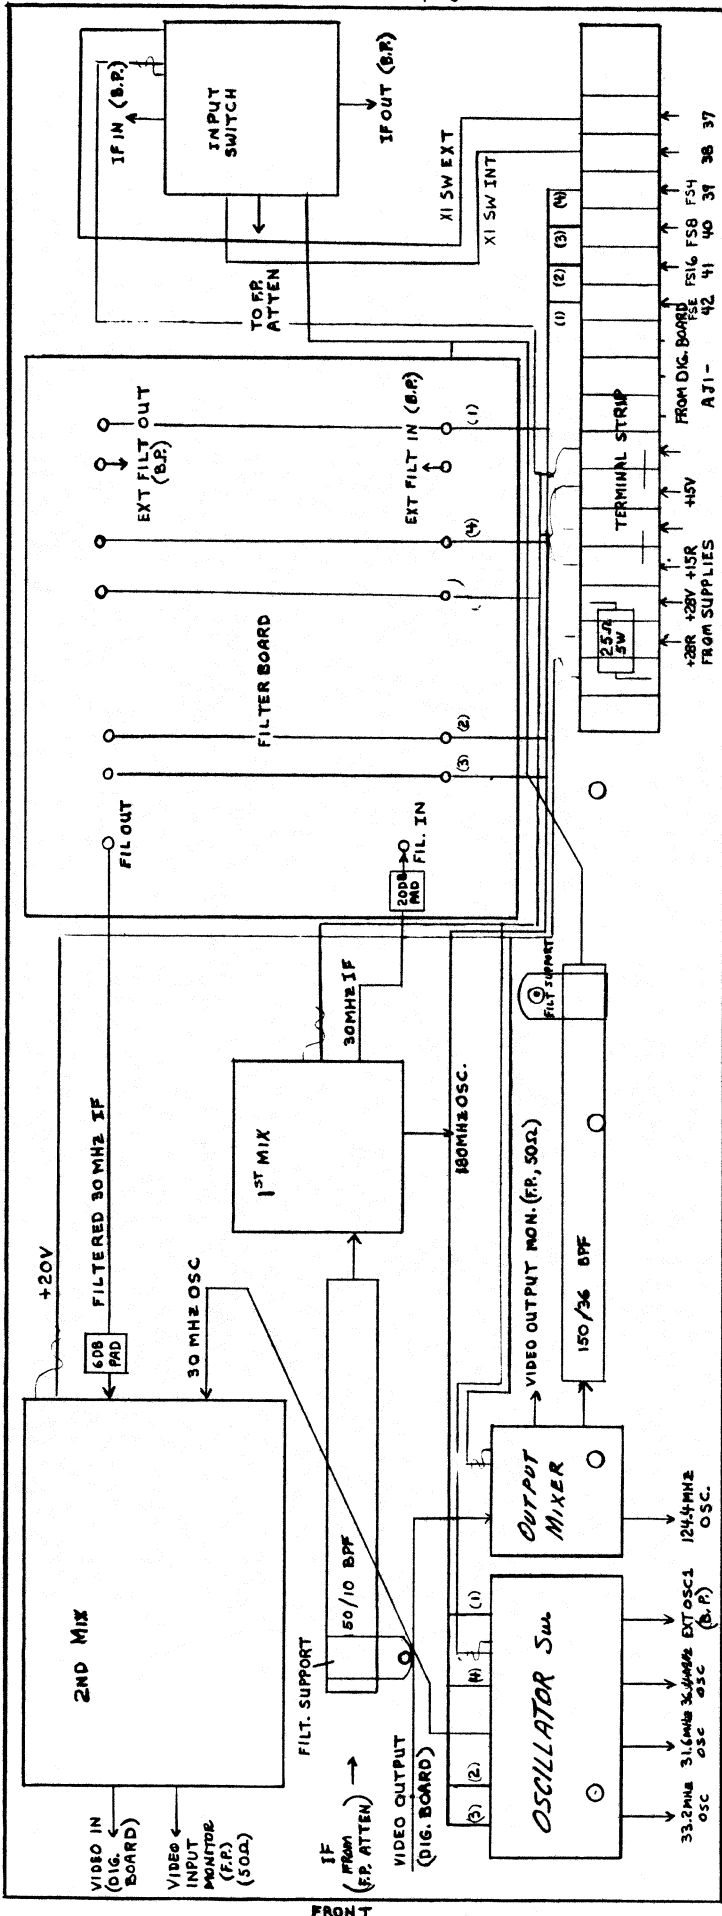 IF IN (B.P.)
INPUT
SWITCH
IF OUT (B.P.)
TO F.P.
ATTEN
X1 SW EXT
X1 SW INT
(4)
(3)
(2)
(1)
37
38
FS4 39
FS8 40
FS16 41
FSE 42
FROM DIG. BOARD
AJ1-
TERMINAL STRIP
25Ω
5W
+28R +28V +15R +15V
FROM SUPPLIES
EXT FILT OUT
(B.P.)
EXT FILT IN (B.P.)
(1)
(4)
(2)
(3)
FILTER BOARD
FIL OUT
FIL. IN
20DB
PAD
+20V
FILTERED 30 MHZ IF
6DB
PAD
30 MHZ OSC
30MHZ IF
1ST MIX
180MHZ OSC.
FILT SUPPORT
150/36 BPF
VIDEO OUTPUT MON. (F.P., 50Ω)
OUTPUT
MIXER
124.4MHZ
OSC.
2ND MIX
150/10 BPF
FILT. SUPPORT
IF
(FROM
F.P. ATTEN)
VIDEO OUTPUT
(DIG. BOARD)
VIDEO IN
(DIG.
BOARD)
VIDEO
INPUT
MONITOR
(F.P.)
(50Ω)
OSCILLATOR Sw.
(1)
(4)
(2)
(3)
EXT OSC1
(B.P.)
OSC
31.6MHZ
OSC
33.2MHZ
OSC
FRONT